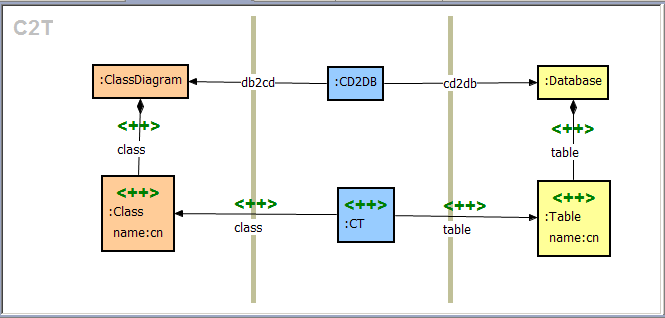 C2T
:ClassDiagram
db2cd
:CD2DB
cd2db
:Database
<++>
class
<++>
table
<++>
:Class
name:cn
<++>
class
<++>
:CT
<++>
table
<++>
:Table
name:cn